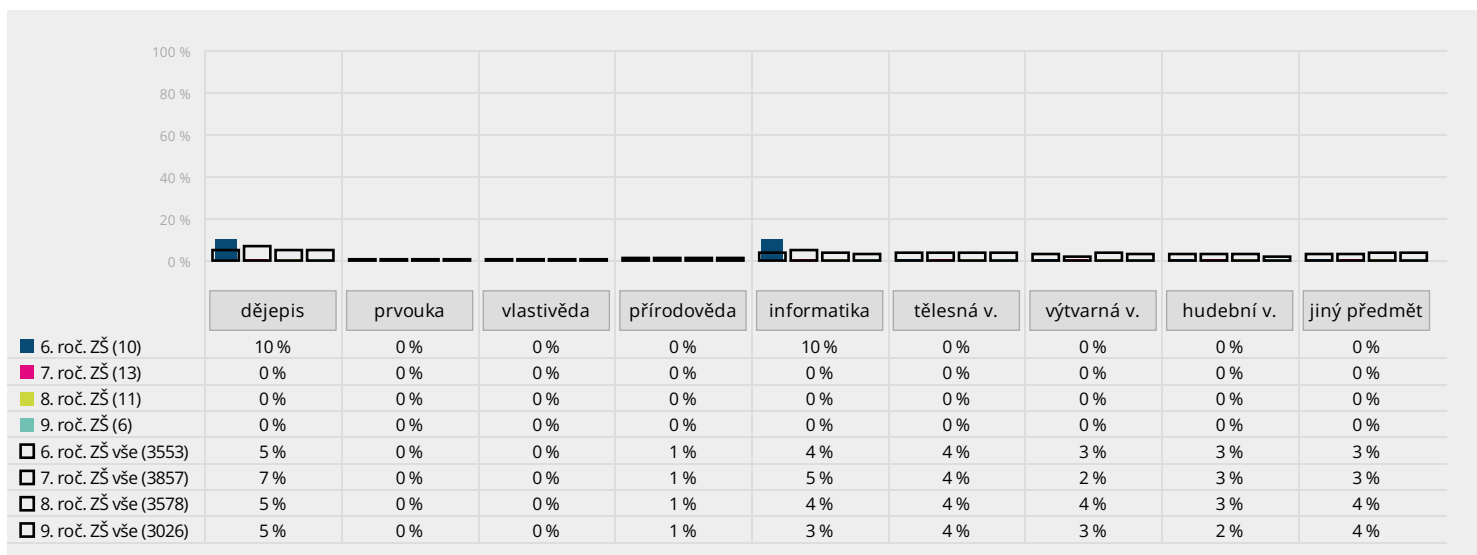 100 %
80 %
60 %
40 %
20 %
0 %
dějepis prvouka vlastivěda přírodověda informatika tělesná v. výtvarná v. hudební v. jiný předmět
6. roč. ZŠ (10) 10 % 0 % 0 % 0 % 10 % 0 % 0 % 0 % 0 %
7. roč. ZŠ (13) 0 % 0 % 0 % 0 % 0 % 0 % 0 % 0 % 0 %
8. roč. ZŠ (11) 0 % 0 % 0 % 0 % 0 % 0 % 0 % 0 % 0 %
9. roč. ZŠ (6) 0 % 0 % 0 % 0 % 0 % 0 % 0 % 0 % 0 %
6. roč. ZŠ vše (3553) 5 % 0 % 0 % 1 % 4 % 4 % 3 % 3 % 3 %
7. roč. ZŠ vše (3857) 7 % 0 % 0 % 1 % 5 % 4 % 2 % 3 % 3 %
8. roč. ZŠ vše (3578) 5 % 0 % 0 % 1 % 4 % 4 % 4 % 3 % 4 %
9. roč. ZŠ vše (3026) 5 % 0 % 0 % 1 % 3 % 4 % 3 % 2 % 4 %